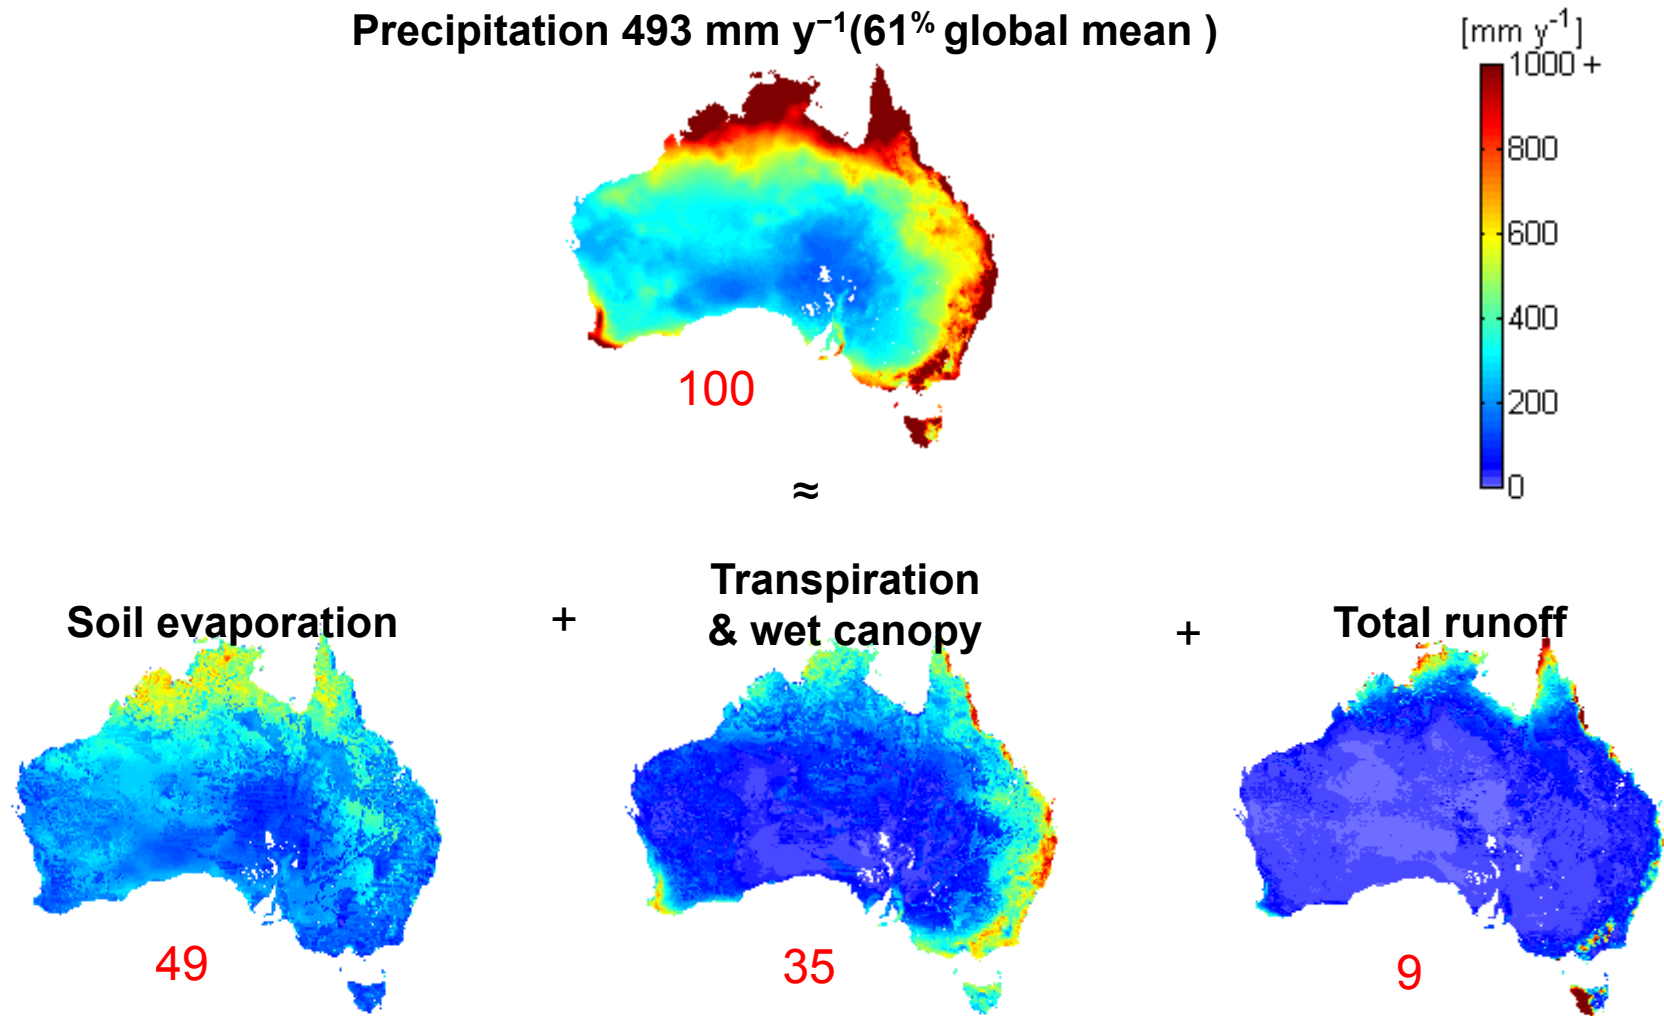 Precipitation 493 mm y⁻¹(61% global mean )
[mm y⁻¹]
1000 +
800
600
400
200
0
100
≈
Soil evaporation
+
Transpiration
& wet canopy
+
Total runoff
49
35
9